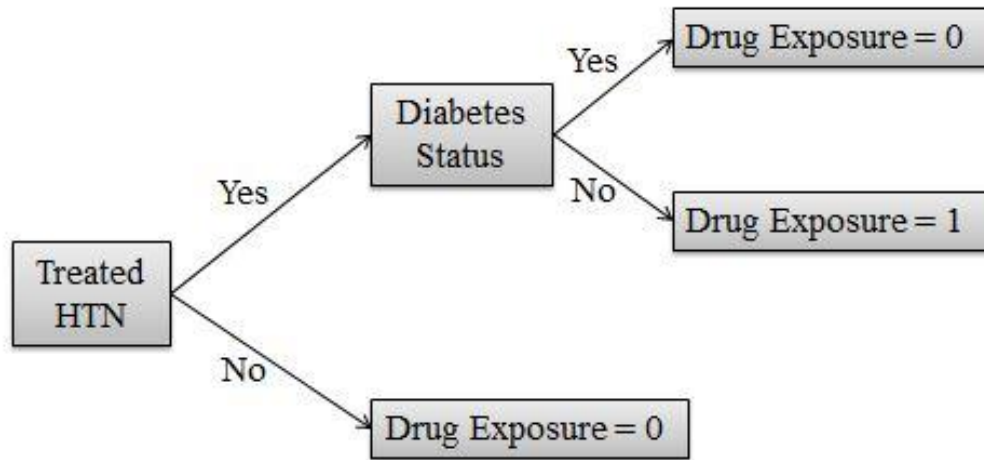 Drug Exposure = 0
Yes
Diabetes
Status
No
Yes
Drug Exposure = 1
Treated
HTN
No
Drug Exposure = 0